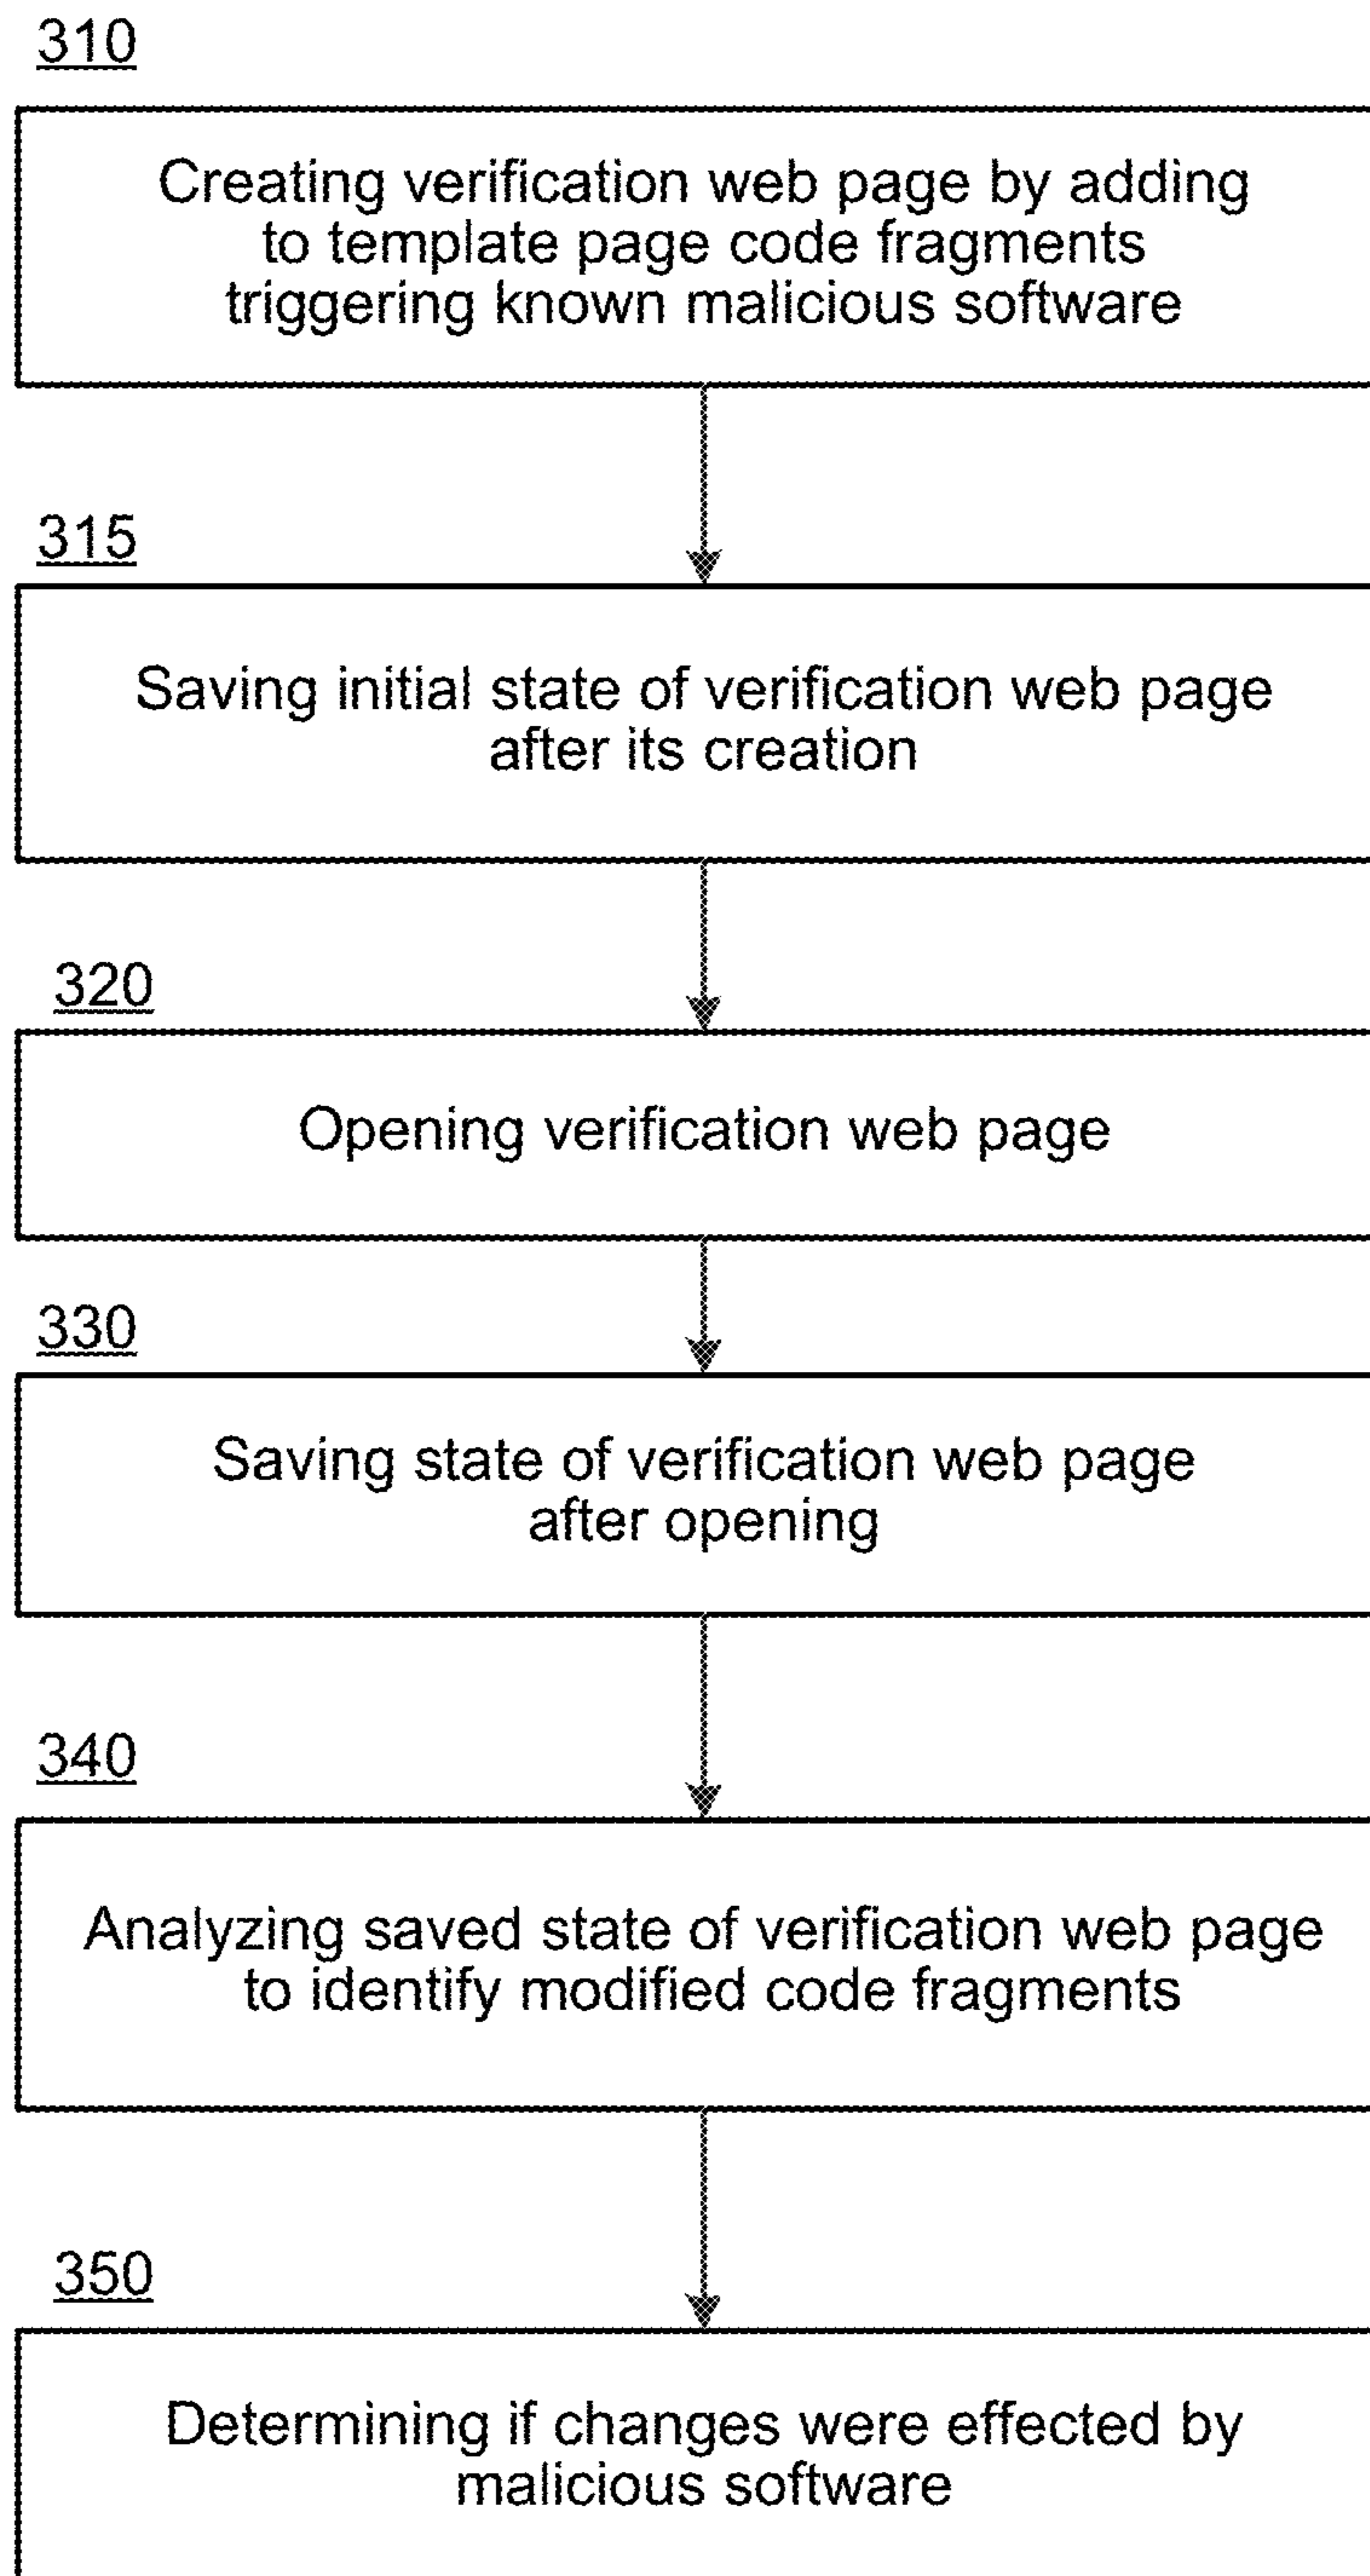 310
Creating verification web page by adding
to template page code fragments
triggering known malicious software
315
Saving initial state of verification web page
after its creation
320
Opening verification web page
330
Saving state of verification web page
after opening
340
Analyzing saved state of verification web page
to identify modified code fragments
350
Determining if changes were effected by
malicious software